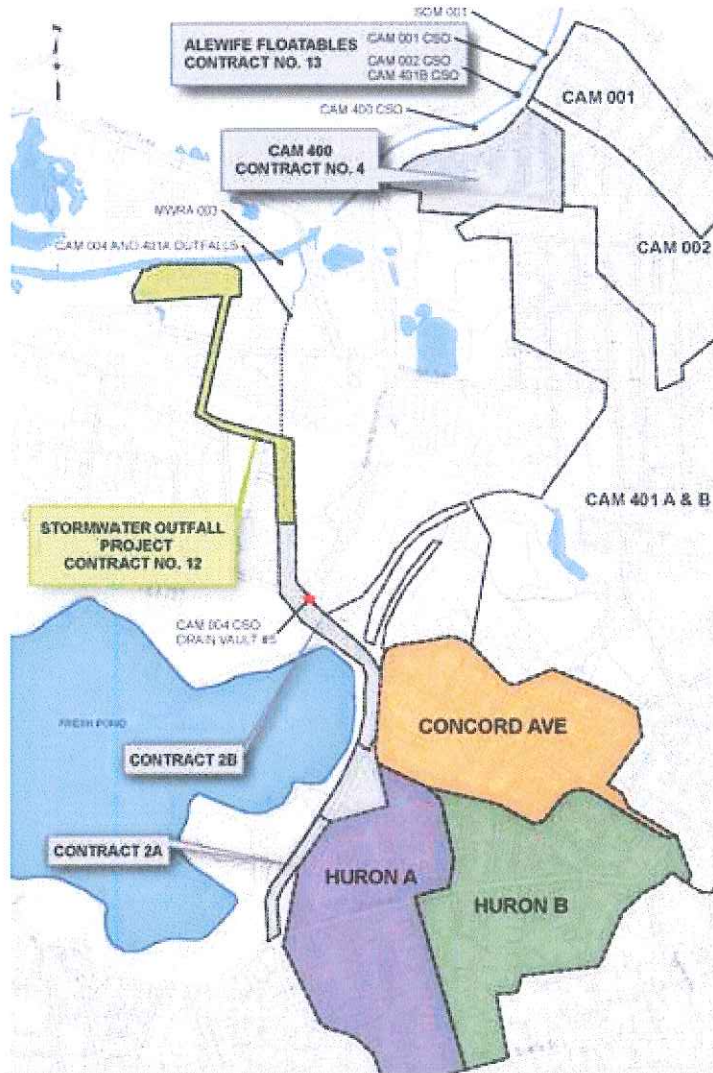 SOM 001
ALEWIFE FLOATABLES
CONTRACT NO. 13
CAM 001 CSO
CAM 002 CSO
CAM 401B CSO
CAM 001
CAM 400 CSO
CAM 400
CONTRACT NO. 4
MWRA 003
CAM 002
CAM 004 AND 401A OUTFALLS
CAM 401 A & B
STORMWATER OUTFALL
PROJECT
CONTRACT NO. 12
CAM 004 CSO
DRAIN VAULT #5
FRESH POND
CONCORD AVE
CONTRACT 2B
CONTRACT 2A
HURON A
HURON B